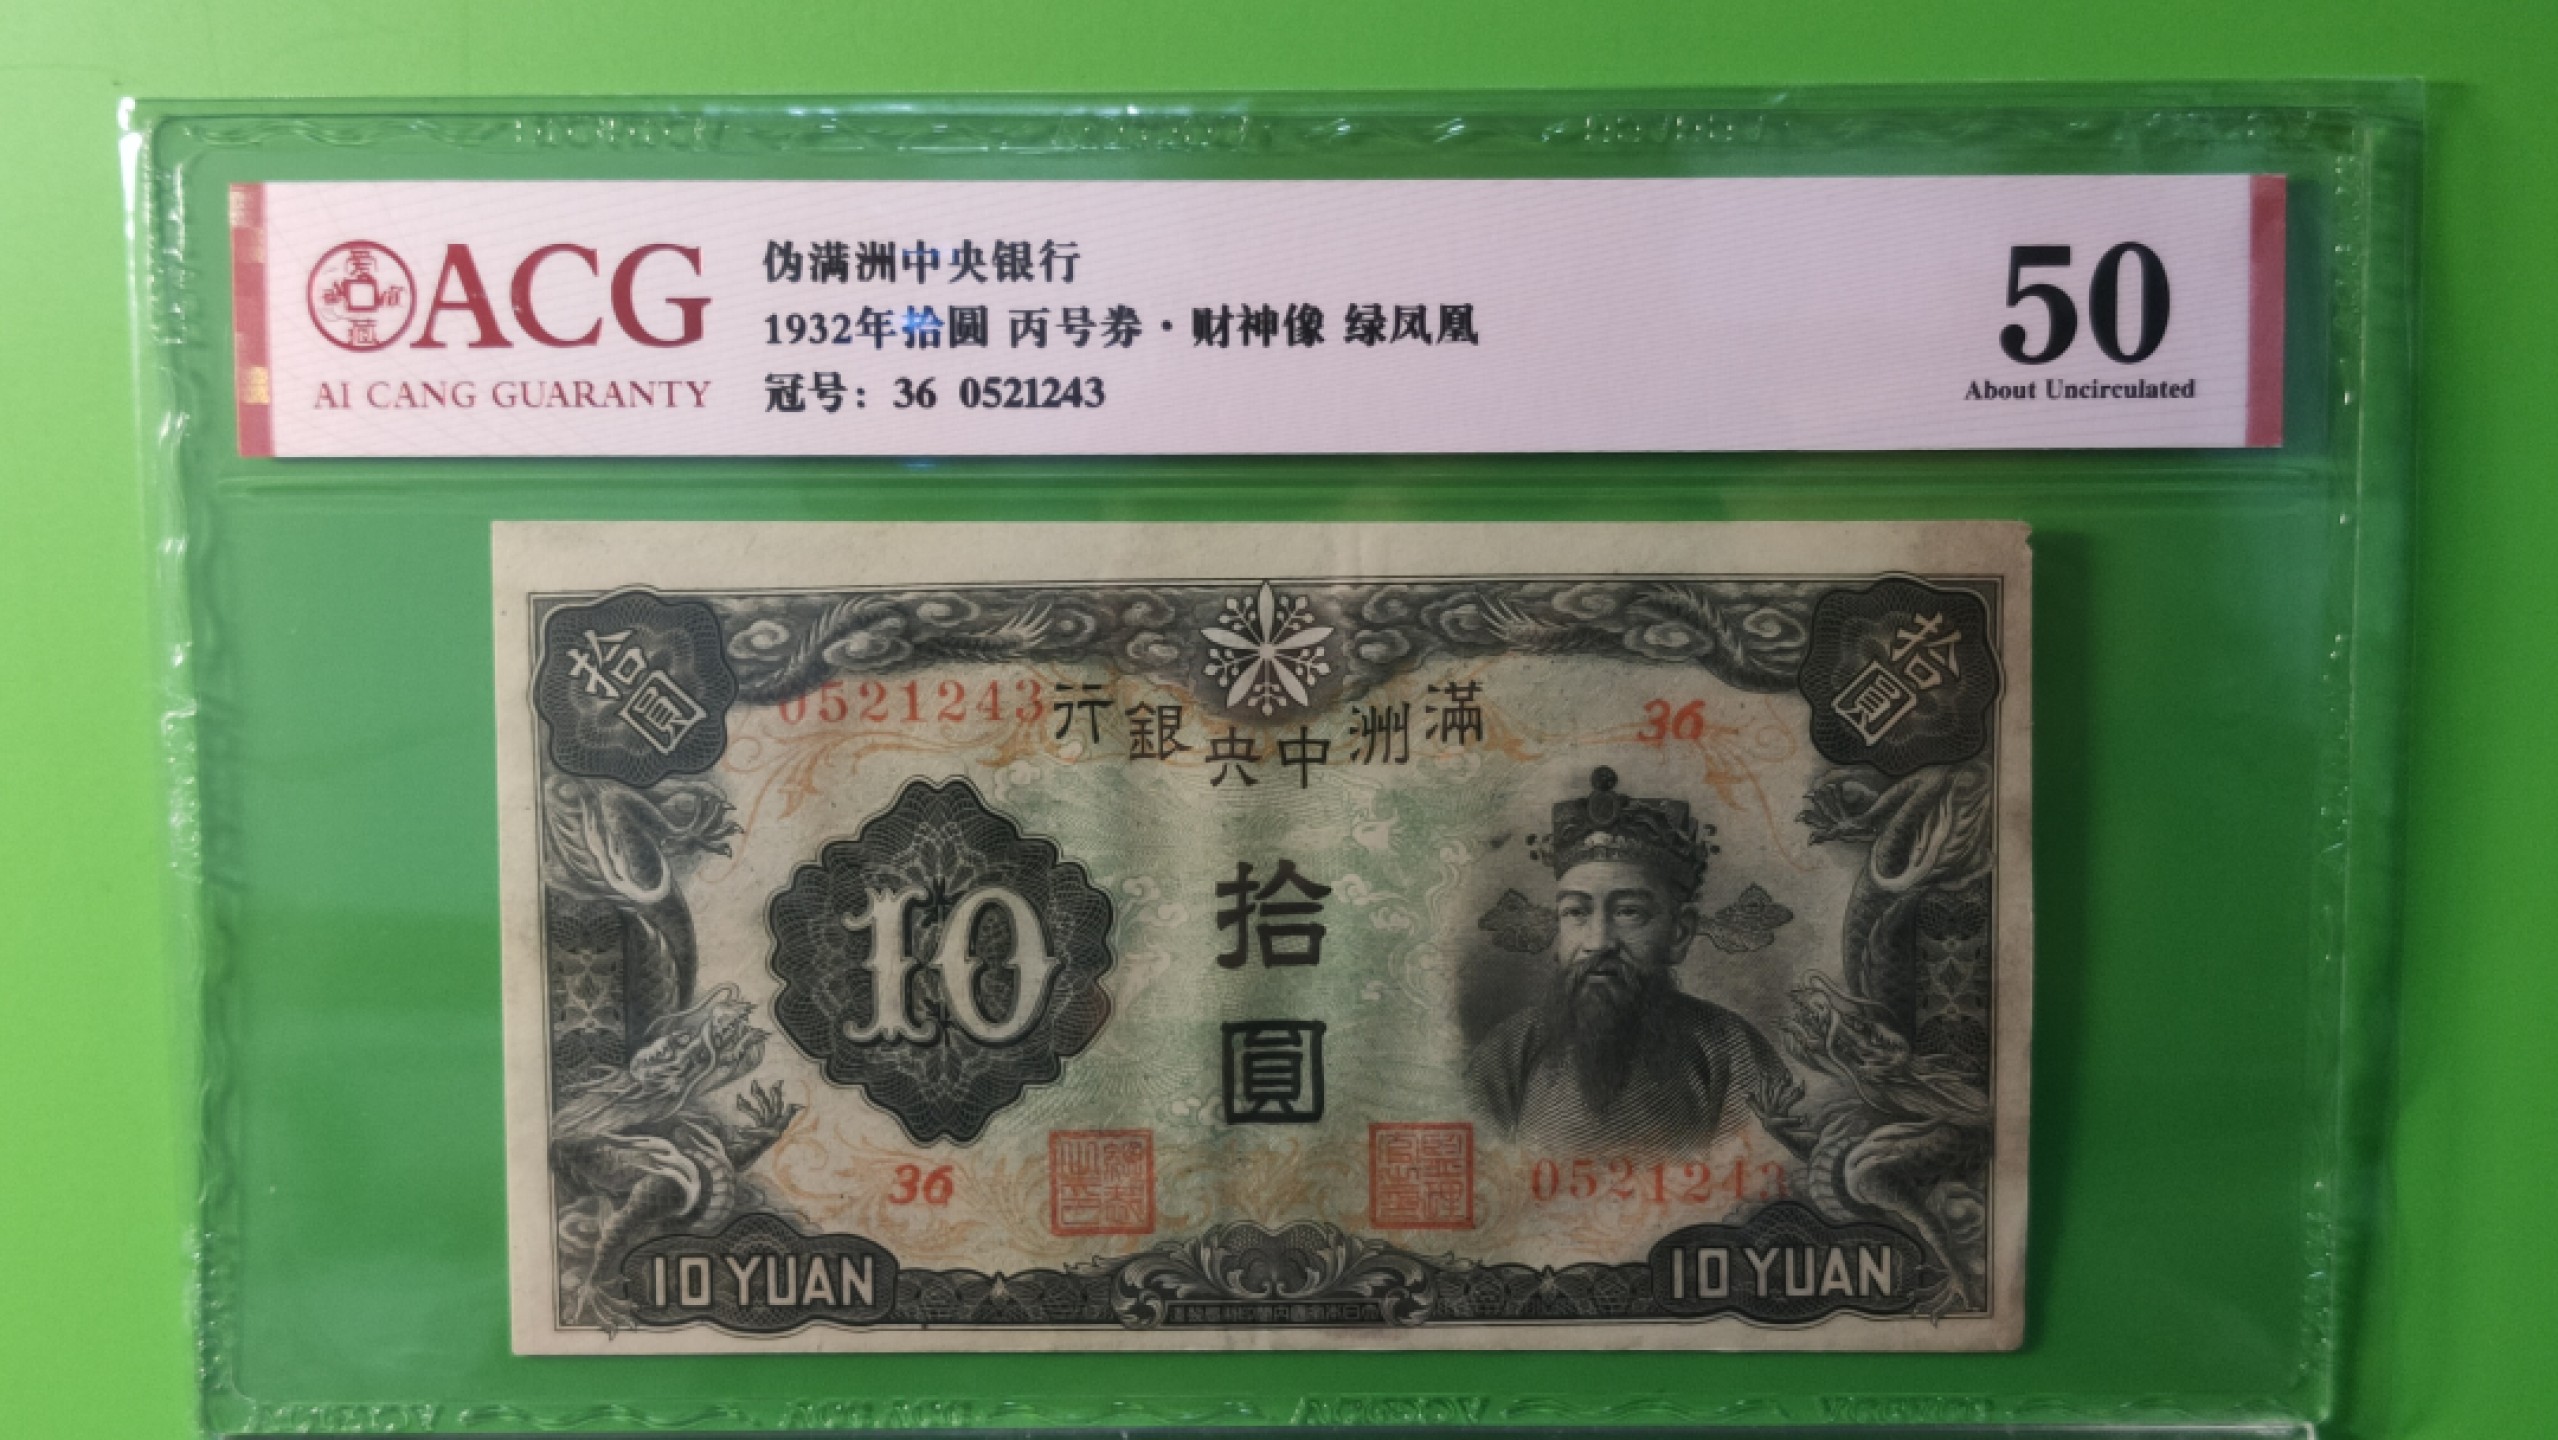 ACG
AI CANG GUARANTY
伪满洲中央银行
1932年拾圆 丙号券·财神像 绿凤凰
冠号：36 0521243
50
About Uncirculated
拾圓
拾圓
0521243
36
行銀央中洲滿
10
拾圓
36
0521243
10 YUAN
10 YUAN